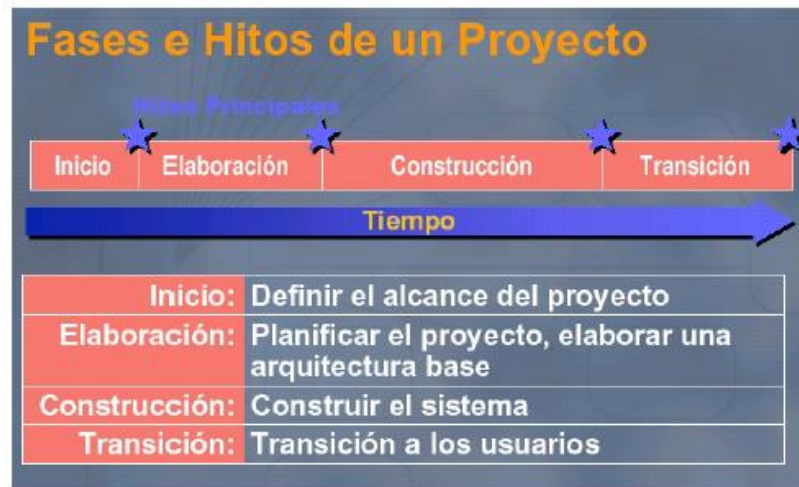 Fases e Hitos de un Proyecto
Hitos Principales
Inicio Elaboración Construcción Transición
Tiempo
Inicio: Definir el alcance del proyecto
Elaboración: Planificar el proyecto, elaborar una
arquitectura base
Construcción: Construir el sistema
Transición: Transición a los usuarios